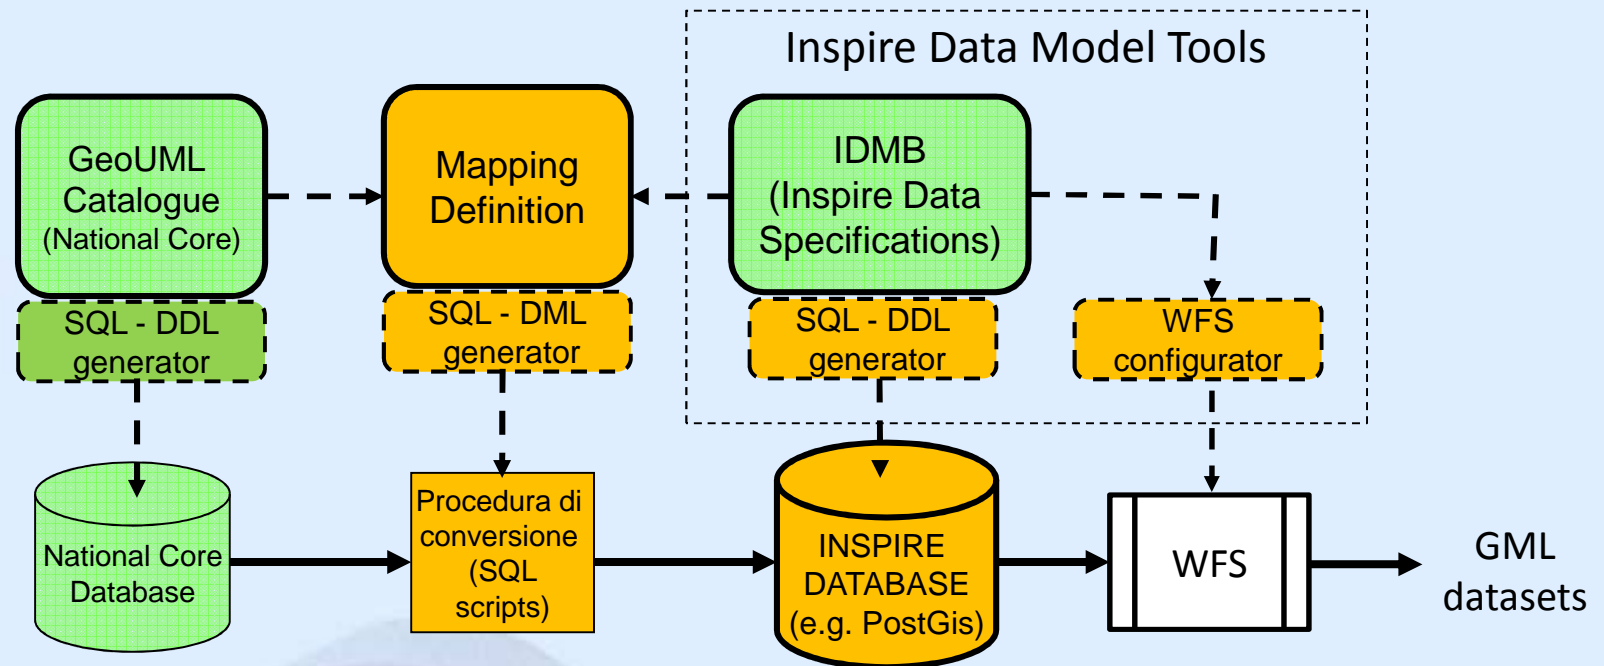 Inspire Data Model Tools
GeoUML
Catalogue
(National Core)
Mapping
Definition
IDMB
(Inspire Data
Specifications)
SQL - DDL
generator
SQL - DML
generator
SQL - DDL
generator
WFS
configurator
National Core
Database
Procedura di
conversione
(SQL
scripts)
INSPIRE
DATABASE
(e.g. PostGis)
WFS
GML
datasets